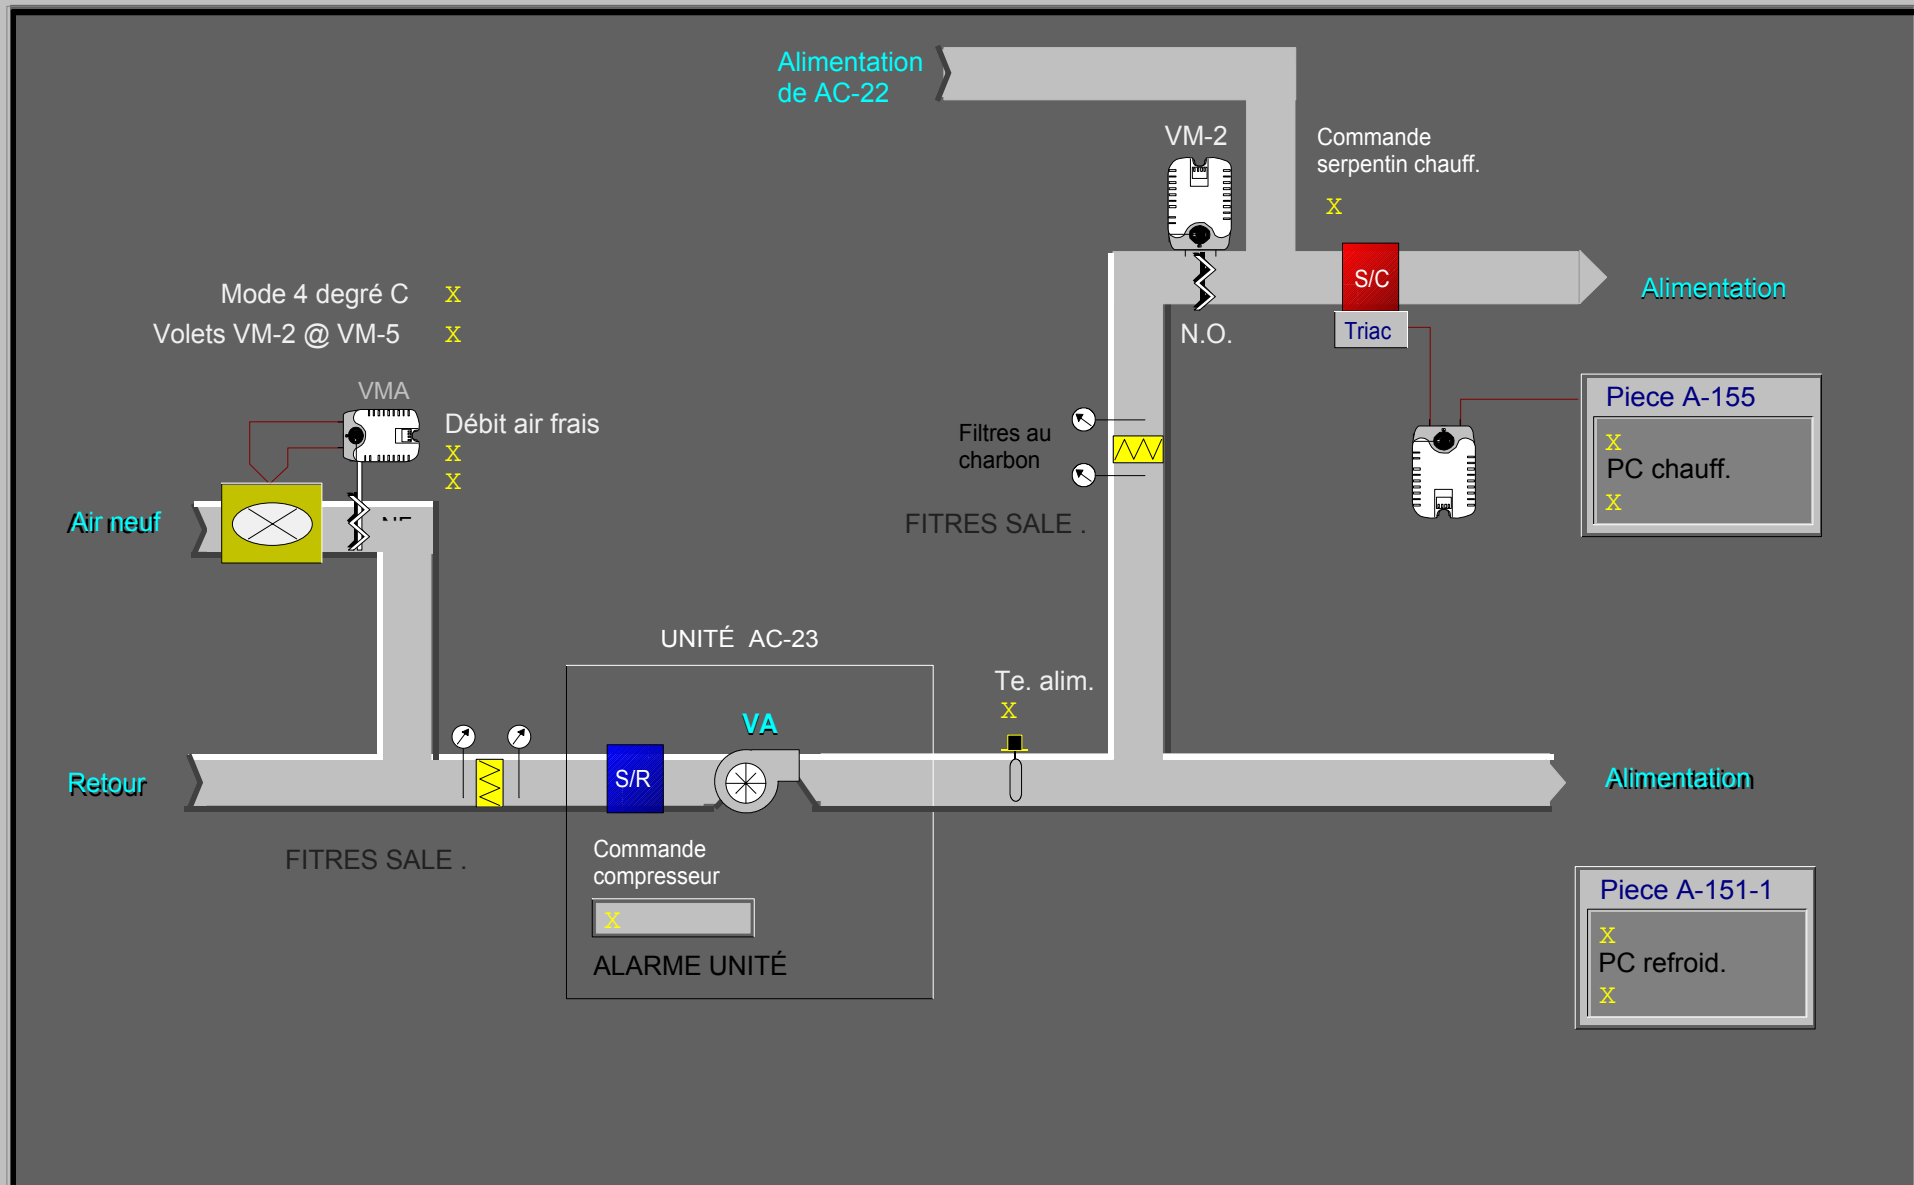 Alimentation
de AC-22
VM-2
Commande
serpentin chauff.
X
S/C
Alimentation
Triac
N.O.
Mode 4 degré C X
Volets VM-2 @ VM-5 X
VMA
Débit air frais
X
X
Air neuf
Filtres au
charbon
FITRES SALE .
Piece A-155
X
PC chauff.
X
UNITÉ AC-23
Te. alim.
X
VA
Retour
S/R
Alimentation
FITRES SALE .
Commande
compresseur
X
ALARME UNITÉ
Piece A-151-1
X
PC refroid.
X